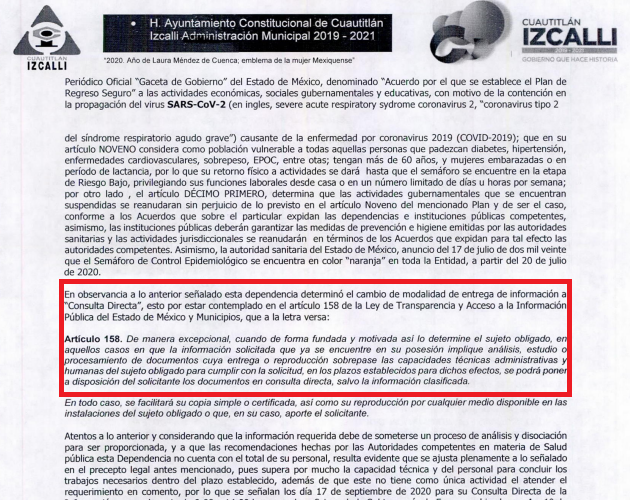 H. Ayuntamiento Constitucional de Cuautitlán
Izcalli Administración Municipal 2019 - 2021
CUAUTITLÁN
IZCALLI
2019 - 2021
GOBIERNO QUE HACE HISTORIA
CUAUTITLÁN
IZCALLI
"2020. Año de Laura Méndez de Cuenca; emblema de la mujer Mexiquense"
Periódico Oficial "Gaceta de Gobierno" del Estado de México, denominado "Acuerdo por el que se establece el Plan de
Regreso Seguro" a las actividades económicas, sociales gubernamentales y educativas, con motivo de la contención en
la propagación del virus SARS-CoV-2 (en ingles, severe acute respiratory sydrome coronavirus 2, "coronavirus tipo 2
del síndrome respiratorio agudo grave") causante de la enfermedad por coronavirus 2019 (COVID-2019); que en su
artículo NOVENO considera como población vulnerable a todas aquellas personas que padezcan diabetes, hipertensión,
enfermedades cardiovasculares, sobrepeso, EPOC, entre otas; tengan más de 60 años, y mujeres embarazadas o en
período de lactancia, por lo que su retorno físico a actividades se dará hasta que el semáforo se encuentre en la etapa
de Riesgo Bajo, privilegiando sus funciones laborales desde casa o en un número limitado de días u horas por semana;
por otro lado , el artículo DÉCIMO PRIMERO, determina que las actividades gubernamentales que se encuentran
suspendidas se reanudaran sin perjuicio de lo previsto en el artículo Noveno del mencionado Plan y de ser el caso,
conforme a los Acuerdos que sobre el particular expidan las dependencias e instituciones públicas competentes,
asimismo, las instituciones públicas deberán garantizar las medidas de prevención e higiene emitidas por las autoridades
sanitarias y las actividades jurisdiccionales se reanudarán en términos de los Acuerdos que expidan para tal efecto las
autoridades competentes. Asimismo, la autoridad sanitaria del Estado de México, anuncio del 17 de julio de dos mil veinte
que el Semáforo de Control Epidemiológico se encuentra en color "naranja" en toda la Entidad, a partir del 20 de julio
de 2020.
En observancia a lo anterior señalado esta dependencia determinó el cambio de modalidad de entrega de información a
"Consulta Directa", esto por estar contemplado en el artículo 158 de la Ley de Transparencia y Acceso a la Información
Pública del Estado de México y Municipios, que a la letra versa:
Artículo 158. De manera excepcional, cuando de forma fundada y motivada así lo determine el sujeto obligado, en
aquellos casos en que la información solicitada que ya se encuentre en su posesión implique análisis, estudio o
procesamiento de documentos cuya entrega o reproducción sobrepase las capacidades técnicas administrativas y
humanas del sujeto obligado para cumplir con la solicitud, en los plazos establecidos para dichos efectos, se podrá poner
a disposición del solicitante los documentos en consulta directa, salvo la información clasificada.
En todo caso, se facilitará su copia simple o certificada, así como su reproducción por cualquier medio disponible en las
instalaciones del sujeto obligado o que, en su caso, aporte el solicitante.
Atentos a lo anterior y considerando que la información requerida debe de someterse un proceso de análisis y disociación
para ser proporcionada, y a que las recomendaciones hechas por las Autoridades competentes en materia de Salud
pública esta Dependencia no cuenta con el total de su personal, resulta evidente que se ajusta plenamente a lo señalado
en el precepto legal antes mencionado, pues supera por mucho la capacidad técnica y del personal para concluir los
trabajos necesarios dentro del plazo establecido, además de que este no tiene como única actividad el atender el
requerimiento en comento, por lo que se señalan los día 17 de septiembre de 2020 para su Consulta Directa de la